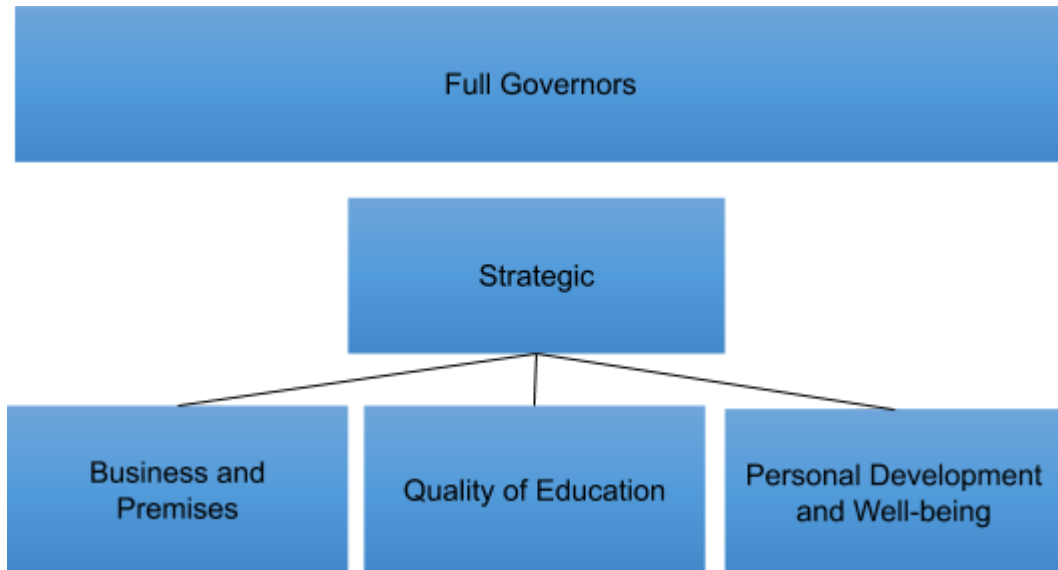 Full Governors
Strategic
Business and
Premises
Quality of Education
Personal Development
and Well-being